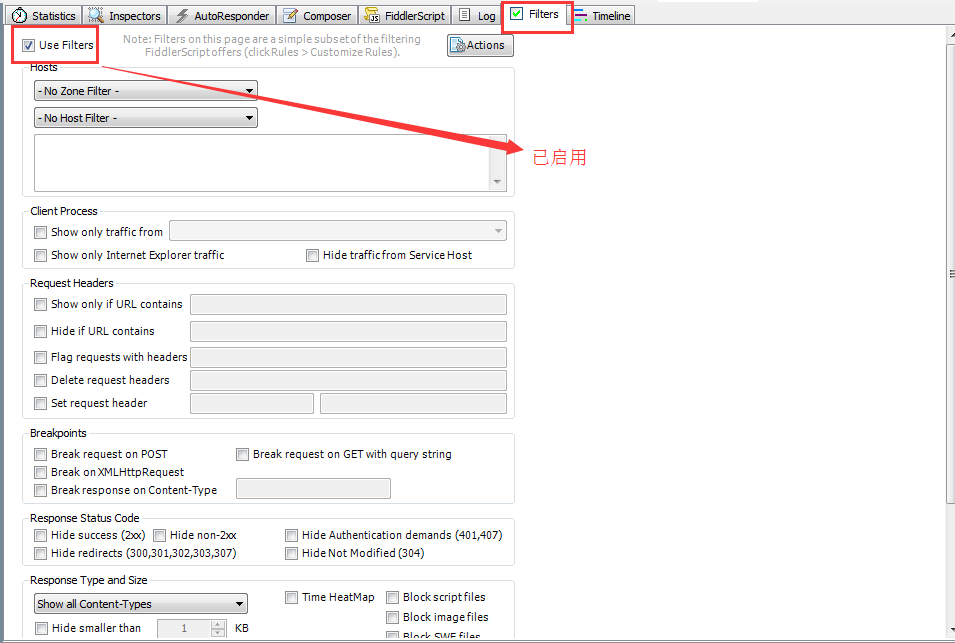 Statistics Inspectors AutoResponder Composer FiddlerScript Log Filters Timeline
Use Filters
Note: Filters on this page are a simple subset of the filtering
FiddlerScript offers (click Rules > Customize Rules).
Actions
Hosts
- No Zone Filter -
- No Host Filter -
已启用
Client Process
Show only traffic from
Show only Internet Explorer traffic Hide traffic from Service Host
Request Headers
Show only if URL contains
Hide if URL contains
Flag requests with headers
Delete request headers
Set request header
Breakpoints
Break request on POST Break request on GET with query string
Break on XMLHttpRequest
Break response on Content-Type
Response Status Code
Hide success (2xx) Hide non-2xx Hide Authentication demands (401,407)
Hide redirects (300,301,302,303,307) Hide Not Modified (304)
Response Type and Size
Show all Content-Types Time HeatMap Block script files
Block image files
Hide smaller than 1 KB
Block SWF files